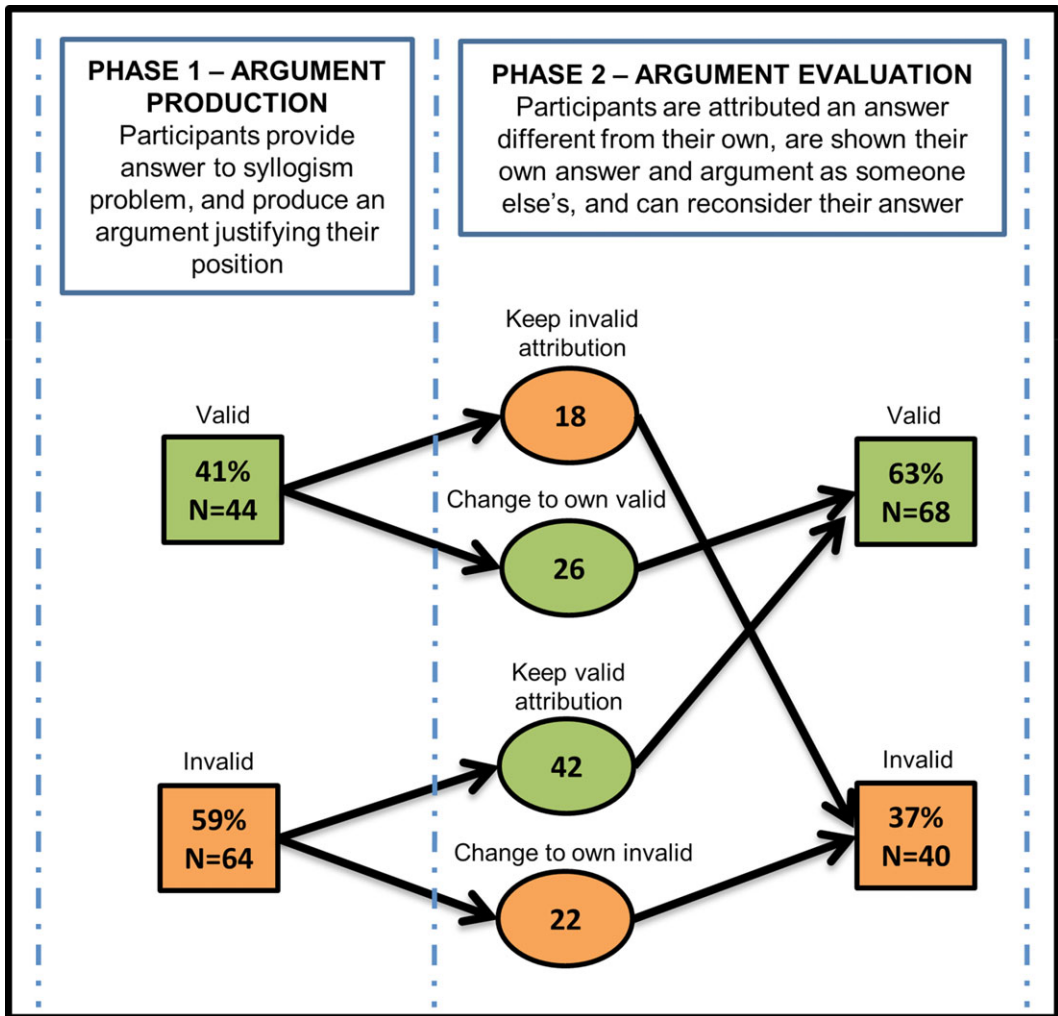 PHASE 1 – ARGUMENT
PRODUCTION
Participants provide
answer to syllogism
problem, and produce an
argument justifying their
position
PHASE 2 – ARGUMENT EVALUATION
Participants are attributed an answer
different from their own, are shown their
own answer and argument as someone
else's, and can reconsider their answer
Valid
41%
N=44
Invalid
59%
N=64
Keep invalid
attribution
18
Change to own valid
26
Keep valid
attribution
42
Change to own invalid
22
Valid
63%
N=68
Invalid
37%
N=40